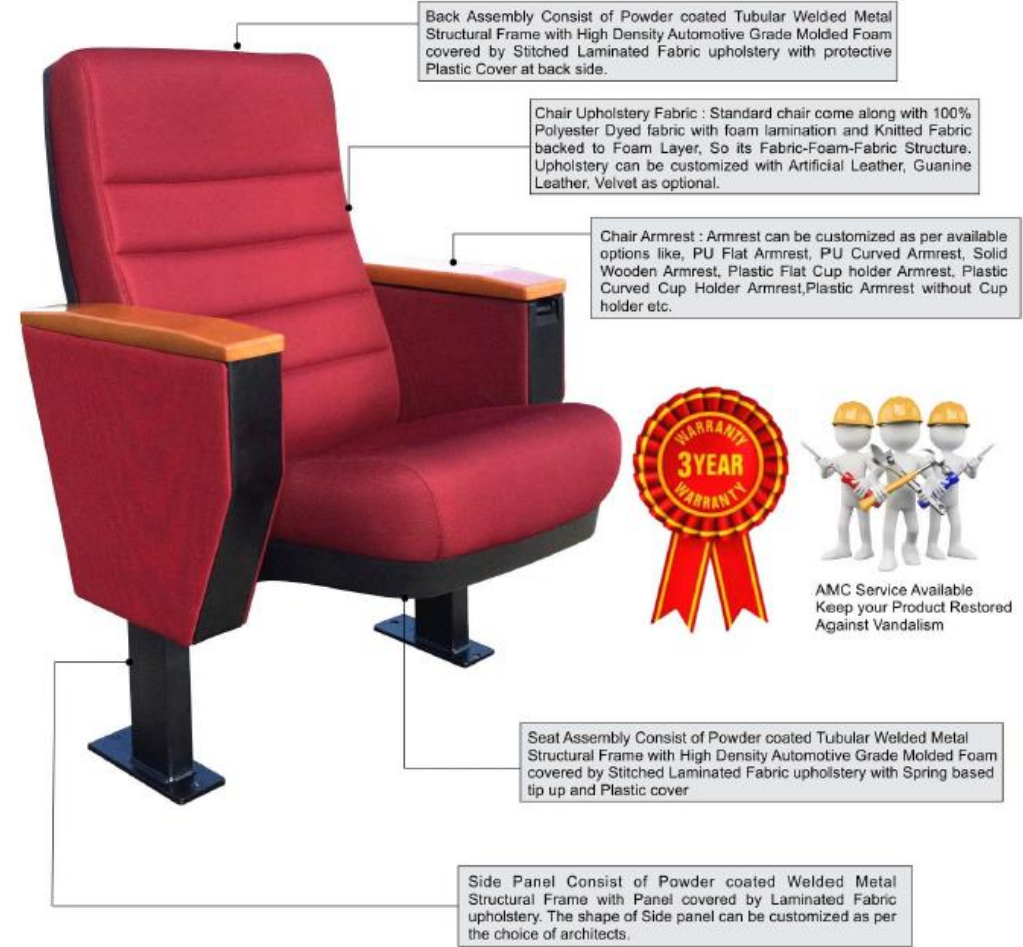 Back Assembly Consist of Powder coated Tubular Welded Metal
Structural Frame with High Density Automotive Grade Molded Foam
covered by Stitched Laminated Fabric upholstery with protective
Plastic Cover at back side.
Chair Upholstery Fabric : Standard chair come along with 100%
Polyester Dyed fabric with foam lamination and Knitted Fabric
backed to Foam Layer, So its Fabric-Foam-Fabric Structure.
Upholstery can be customized with Artificial Leather, Guanine
Leather, Velvet as optional.
Chair Armrest : Armrest can be customized as per available
options like, PU Flat Armrest, PU Curved Armrest, Solid
Wooden Armrest, Plastic Flat Cup holder Armrest, Plastic
Curved Cup Holder Armrest,Plastic Armrest without Cup
holder etc.
WARRANTY
3YEAR
WARRANTY
AMC Service Available
Keep your Product Restored
Against Vandalism
Seat Assembly Consist of Powder coated Tubular Welded Metal
Structural Frame with High Density Automotive Grade Molded Foam
covered by Stitched Laminated Fabric upholstery with Spring based
tip up and Plastic cover
Side Panel Consist of Powder coated Welded Metal
Structural Frame with Panel covered by Laminated Fabric
upholstery. The shape of Side panel can be customized as per
the choice of architects.